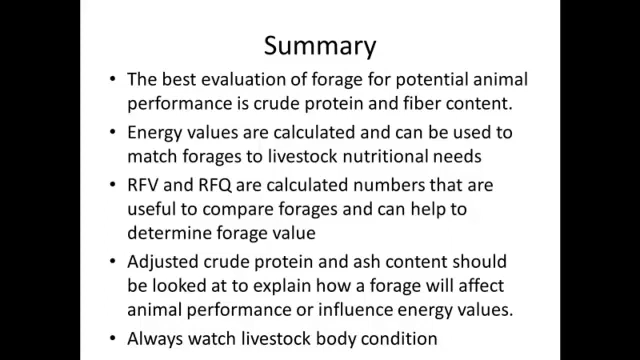 Summary
• The best evaluation of forage for potential animal
performance is crude protein and fiber content.
• Energy values are calculated and can be used to
match forages to livestock nutritional needs
• RFV and RFQ are calculated numbers that are
useful to compare forages and can help to
determine forage value
• Adjusted crude protein and ash content should
be looked at to explain how a forage will affect
animal performance or influence energy values.
• Always watch livestock body condition